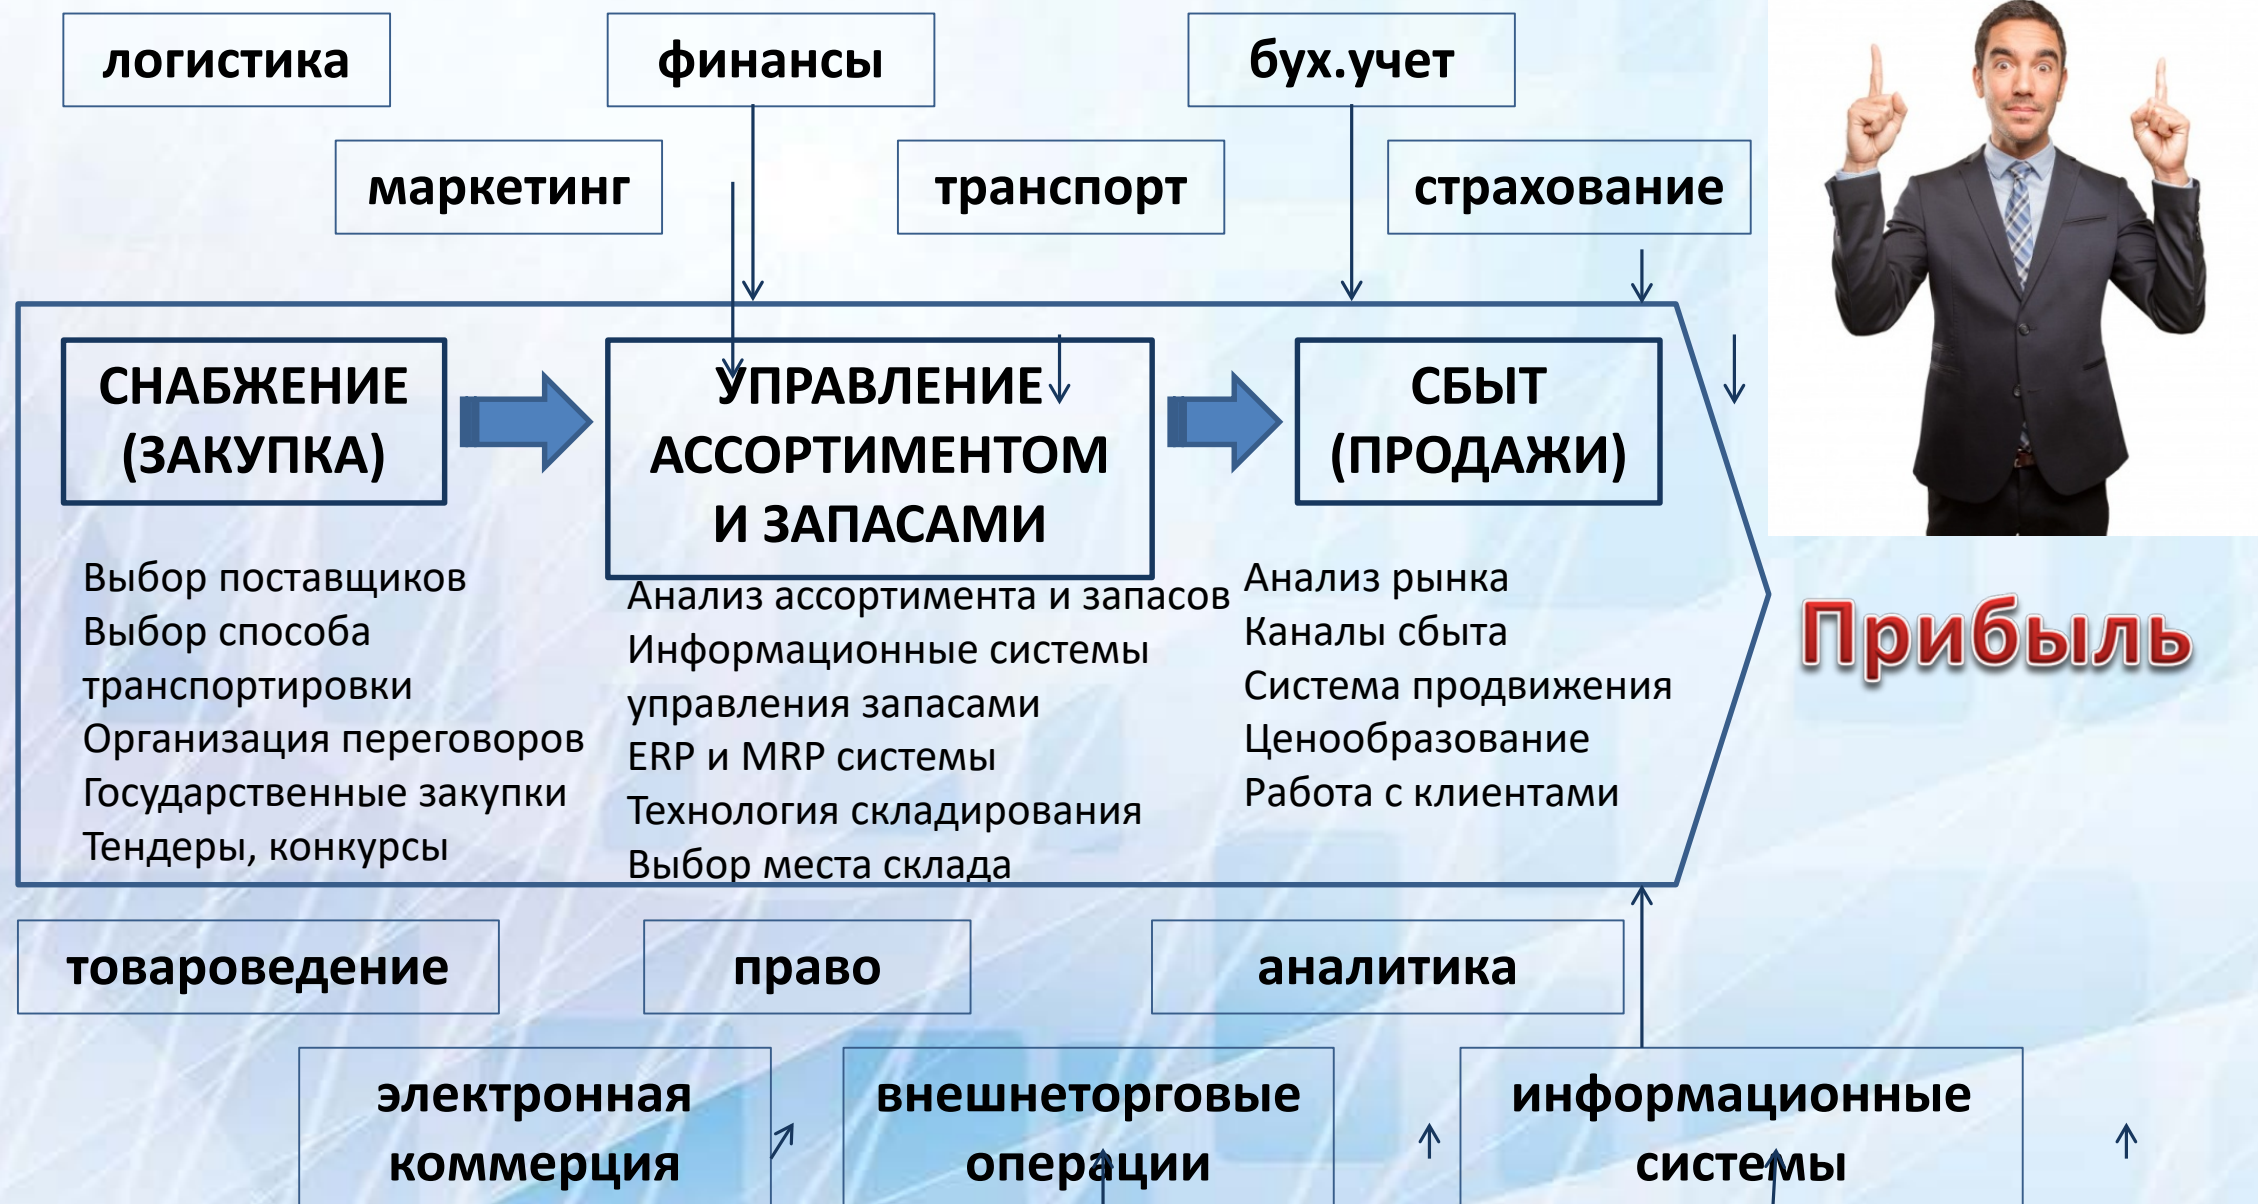 логистика
финансы
бух.учет
маркетинг
транспорт
страхование
СНАБЖЕНИЕ
(ЗАКУПКА)
УПРАВЛЕНИЕ
АССОРТИМЕНТОМ
И ЗАПАСАМИ
СБЫТ
(ПРОДАЖИ)
Выбор поставщиков
Выбор способа
транспортировки
Организация переговоров
Государственные закупки
Тендеры, конкурсы
Анализ ассортимента и запасов
Информационные системы
управления запасами
ERP и MRP системы
Технология складирования
Выбор места склада
Анализ рынка
Каналы сбыта
Система продвижения
Ценообразование
Работа с клиентами
Прибыль
товароведение
право
аналитика
электронная
коммерция
внешнеторговые
операции
информационные
системы